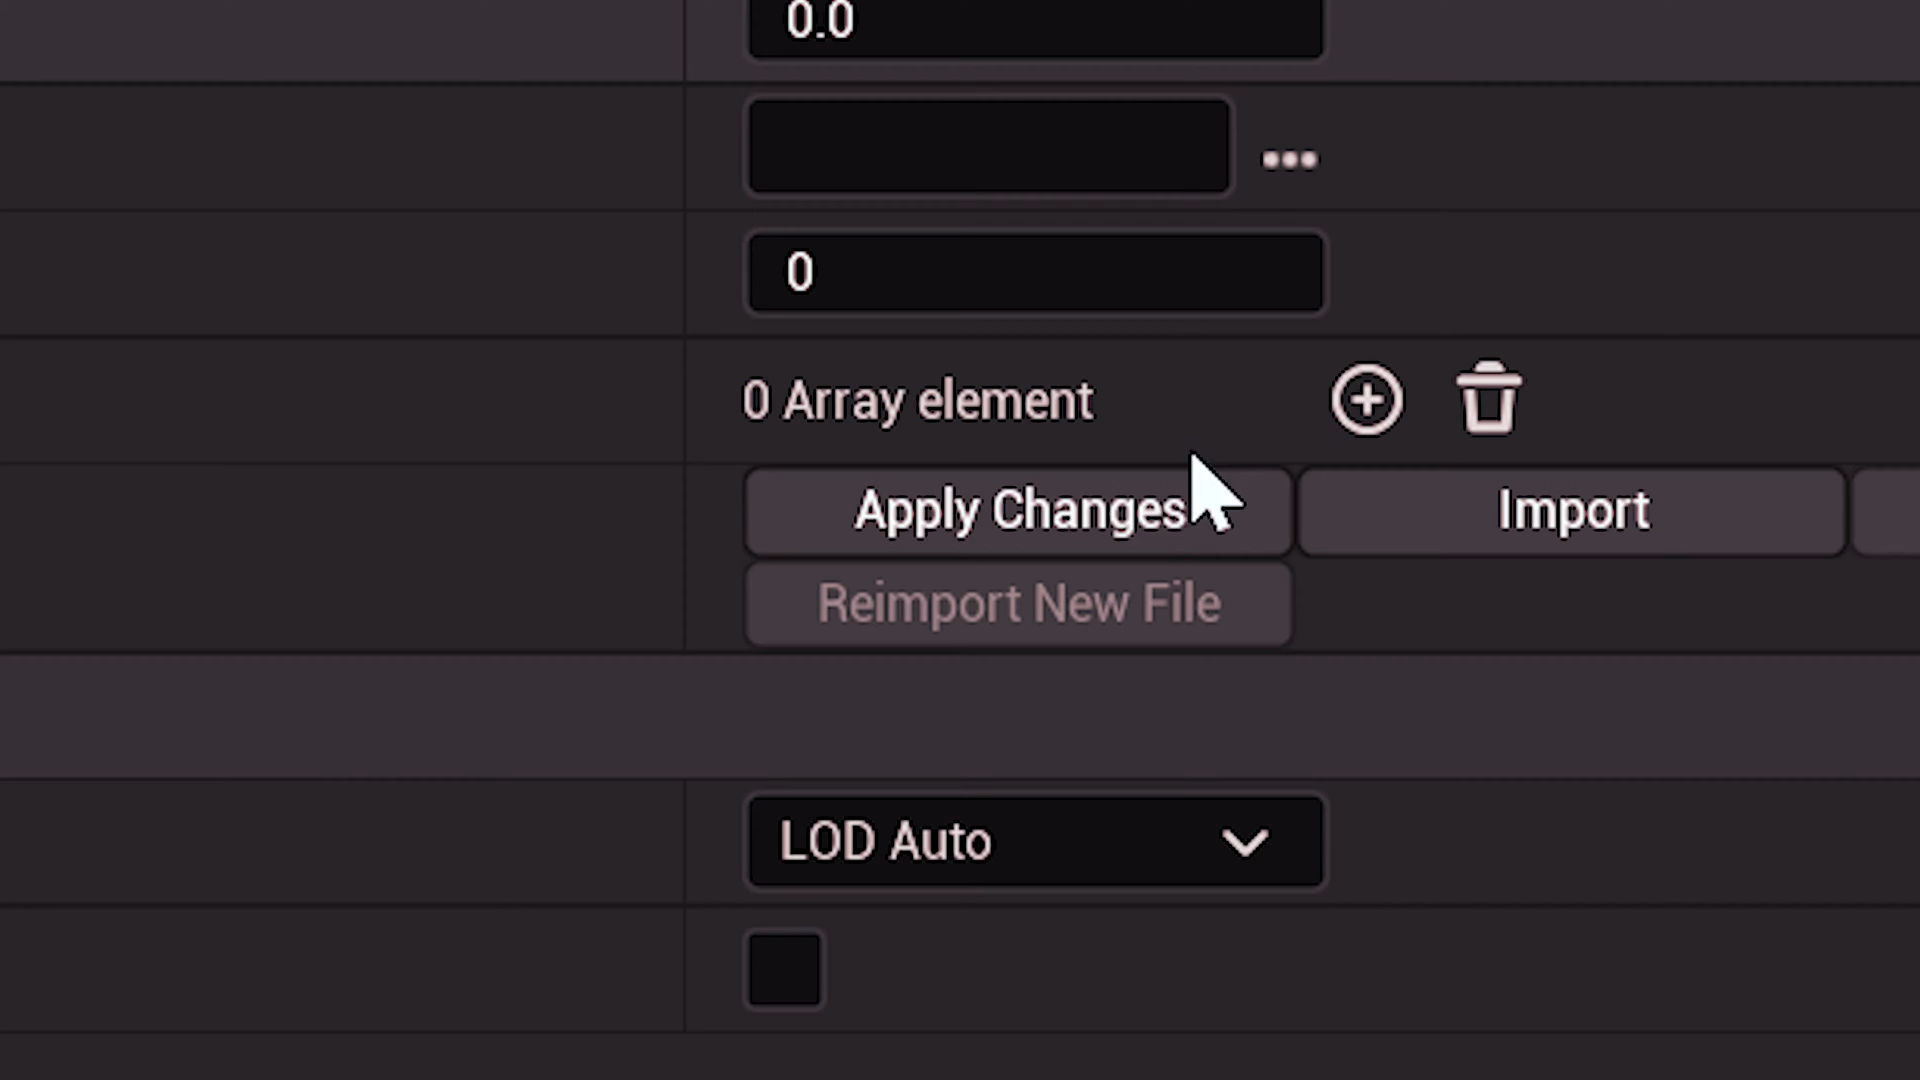 0.0
0
0 Array element
Apply Changes
Import
Reimport New File
LOD Auto